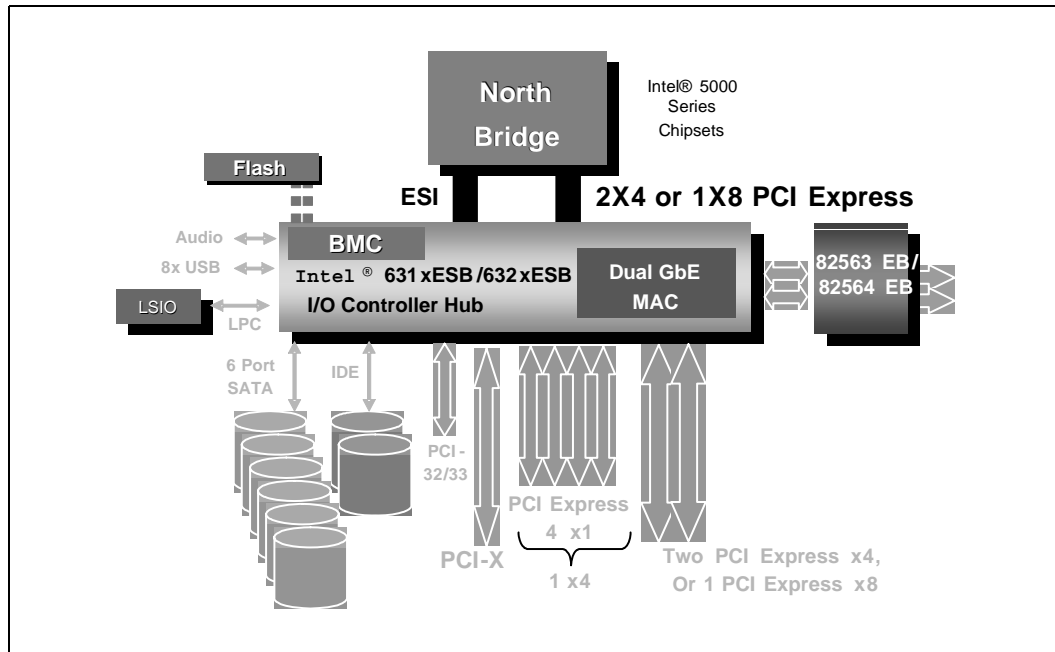 North
Bridge
Intel® 5000
Series
Chipsets
Flash
ESI
2X4 or 1X8 PCI Express
Audio
8x USB
LSIO
LPC
BMC
Intel ® 631xESB/632xESB
I/O Controller Hub
Dual GbE
MAC
82563 EB/
82564 EB
6 Port
SATA
IDE
PCI -
32/33
PCI-X
PCI Express
4 x1
1 x4
Two PCI Express x4,
Or 1 PCI Express x8